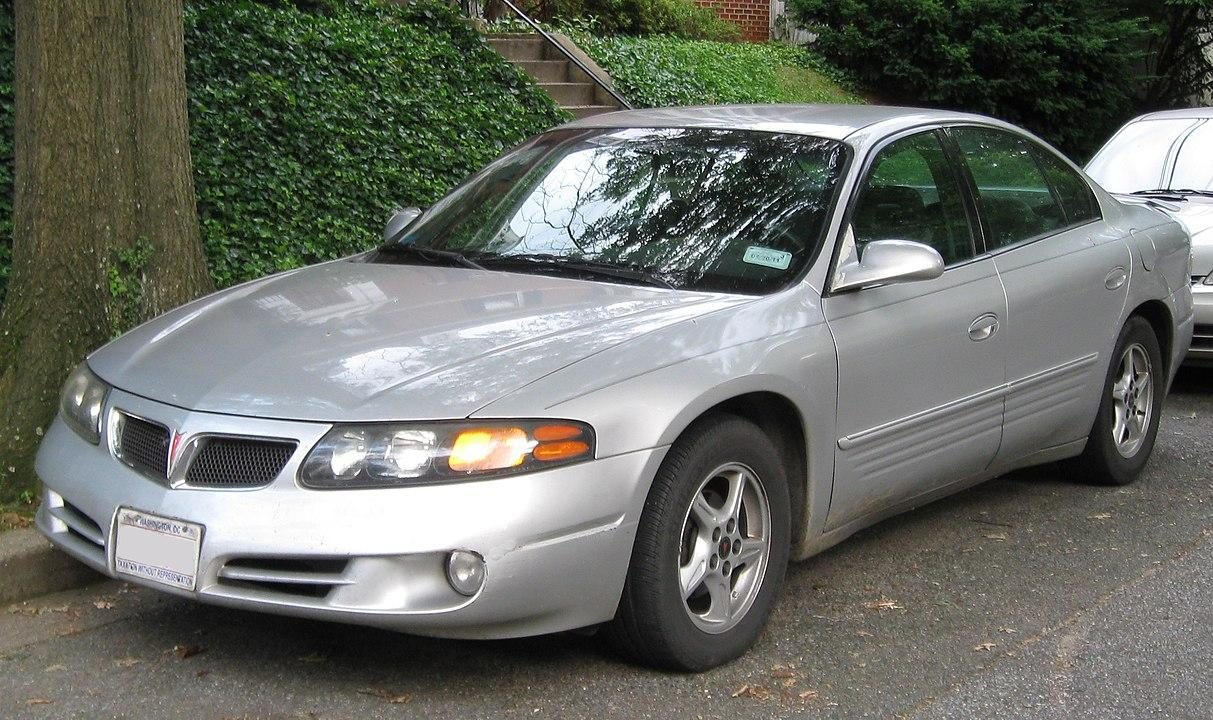 WASHINGTON, DC
TAXATION WITHOUT REPRESENTATION